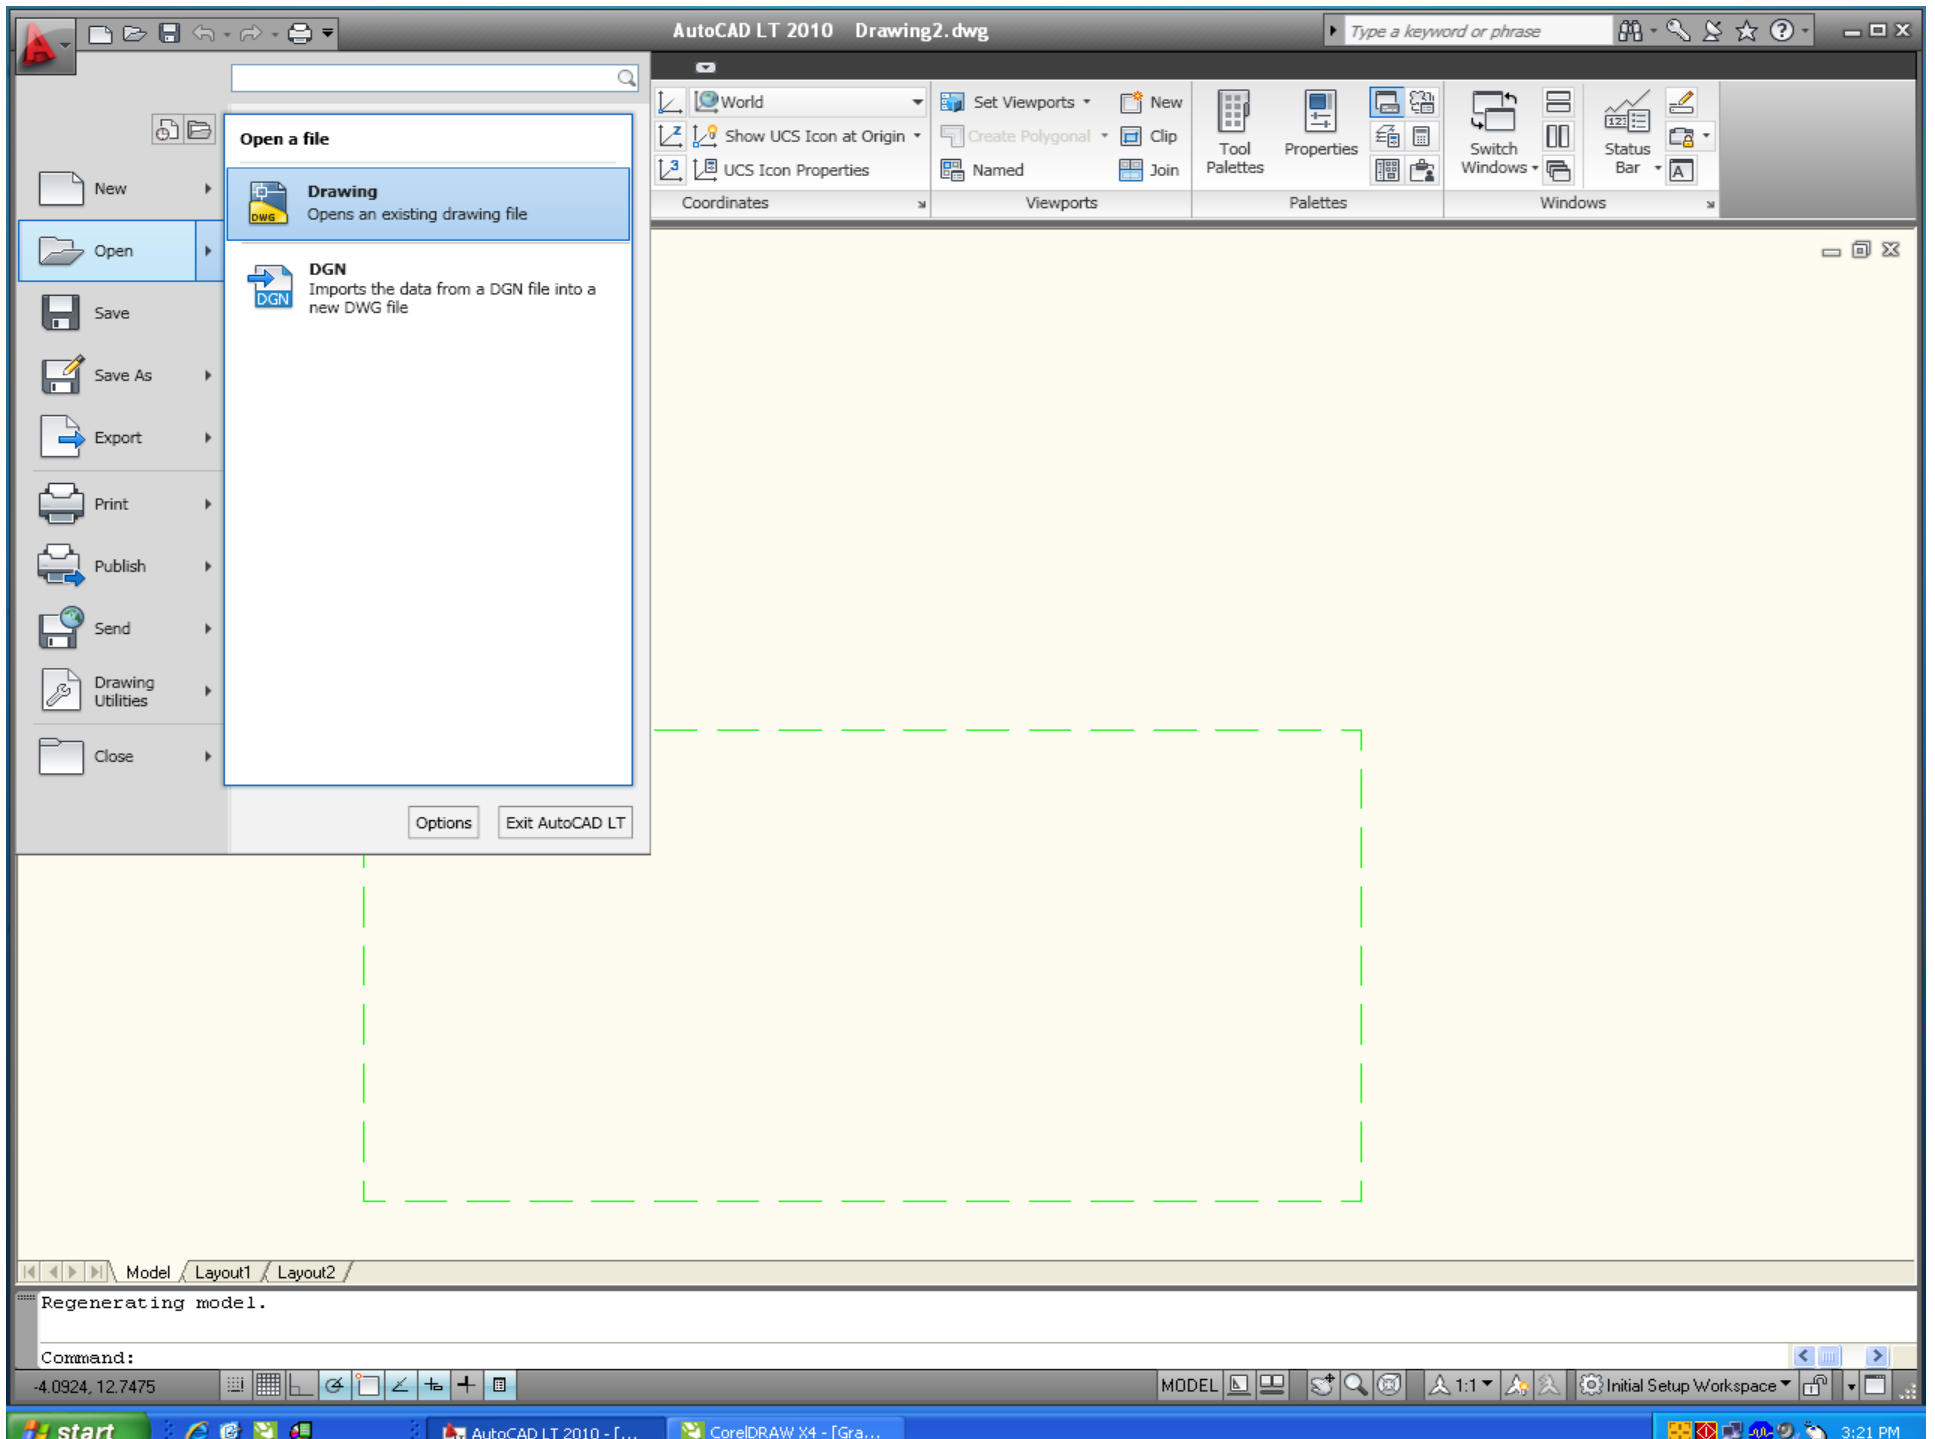 AutoCAD LT 2010 Drawing2.dwg
Type a keyword or phrase
World
Set Viewports
New
Show UCS Icon at Origin
Create Polygonal
Clip
UCS Icon Properties
Named
Join
Tool
Palettes
Properties
Switch
Windows
Status
Bar
Coordinates
Viewports
Palettes
Windows
Open a file
New
Drawing
DWG
Opens an existing drawing file
Open
DGN
DGN
Imports the data from a DGN file into a
new DWG file
Save
Save As
Export
Print
Publish
Send
Drawing
Utilities
Close
Options
Exit AutoCAD LT
Model
Layout1
Layout2
Regenerating model.
Command:
-4.0924, 12.7475
MODEL
1:1
Initial Setup Workspace
start
AutoCAD LT 2010 - [...
CorelDRAW X4 - [Gra...
3:21 PM